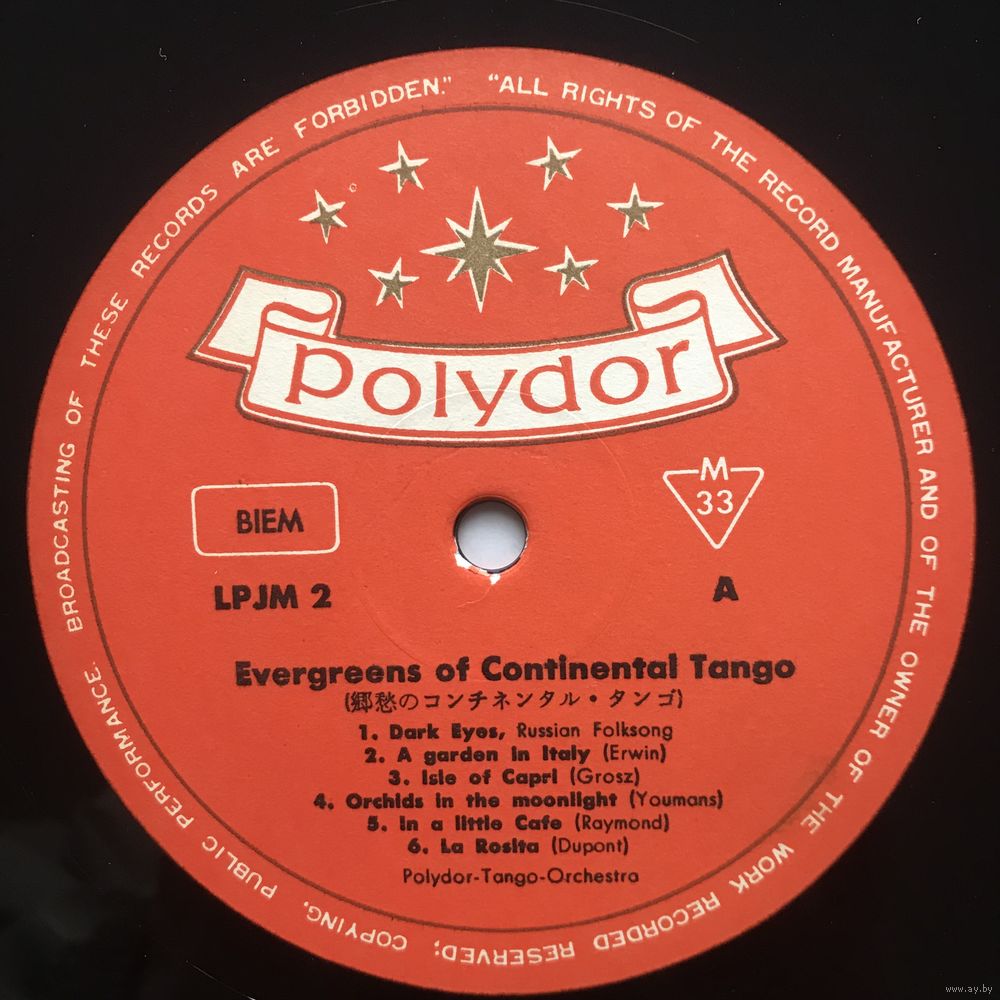 "ALL RIGHTS OF THE RECORD MANUFACTURER AND OF THE OWNER OF THE WORK RECORDED RESERVED; COPYING, PUBLIC PERFORMANCE, BROADCASTING OF THESE RECORDS ARE FORBIDDEN."
polydor
BIEM
M
33
LPJM 2
A
Evergreens of Continental Tango
(郷愁のコンチネンタル・タンゴ)
1. Dark Eyes, Russian Folksong
2. A garden in Italy (Erwin)
3. Isle of Capri (Grosz)
4. Orchids in the moonlight (Youmans)
5. In a little Cafe (Raymond)
6. La Rosita (Dupont)
Polydor-Tango-Orchestra
www.ay.by